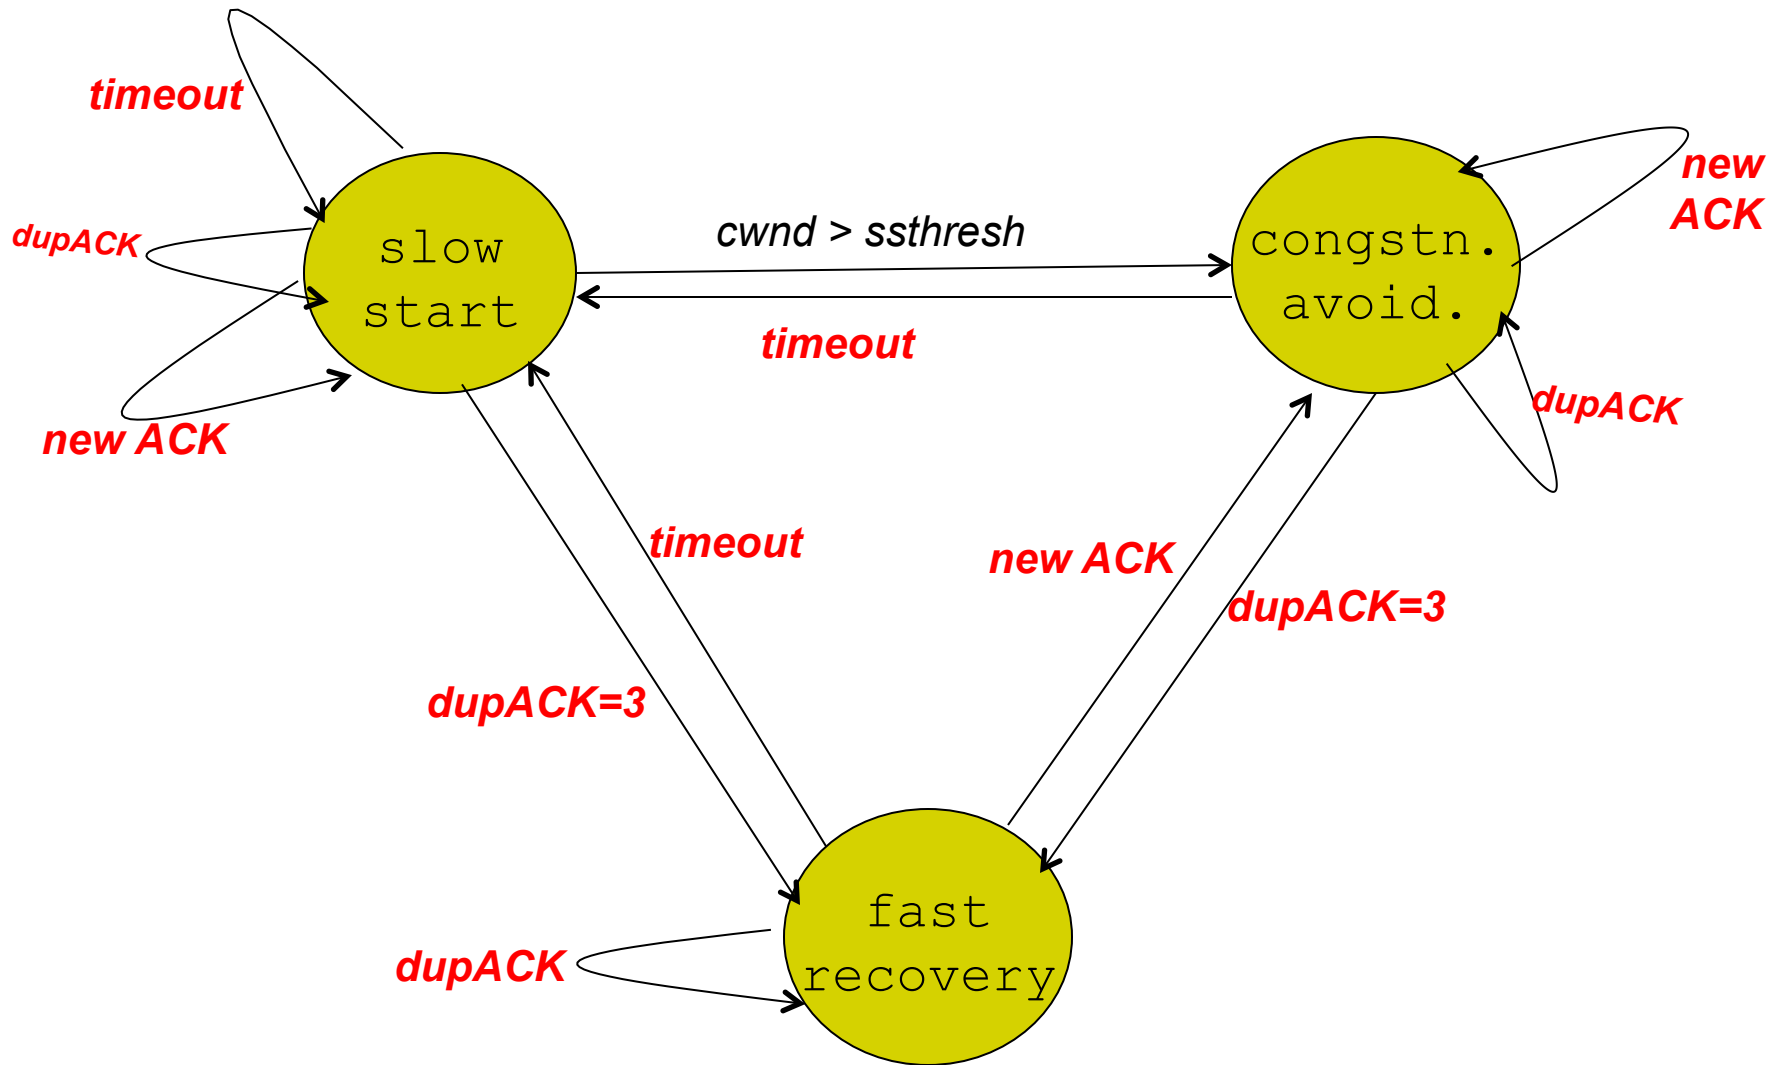 timeout
dupACK
slow
start
new ACK
cwnd > ssthresh
timeout
congstn.
avoid.
new
ACK
dupACK
timeout
new ACK
dupACK=3
dupACK=3
fast
recovery
dupACK